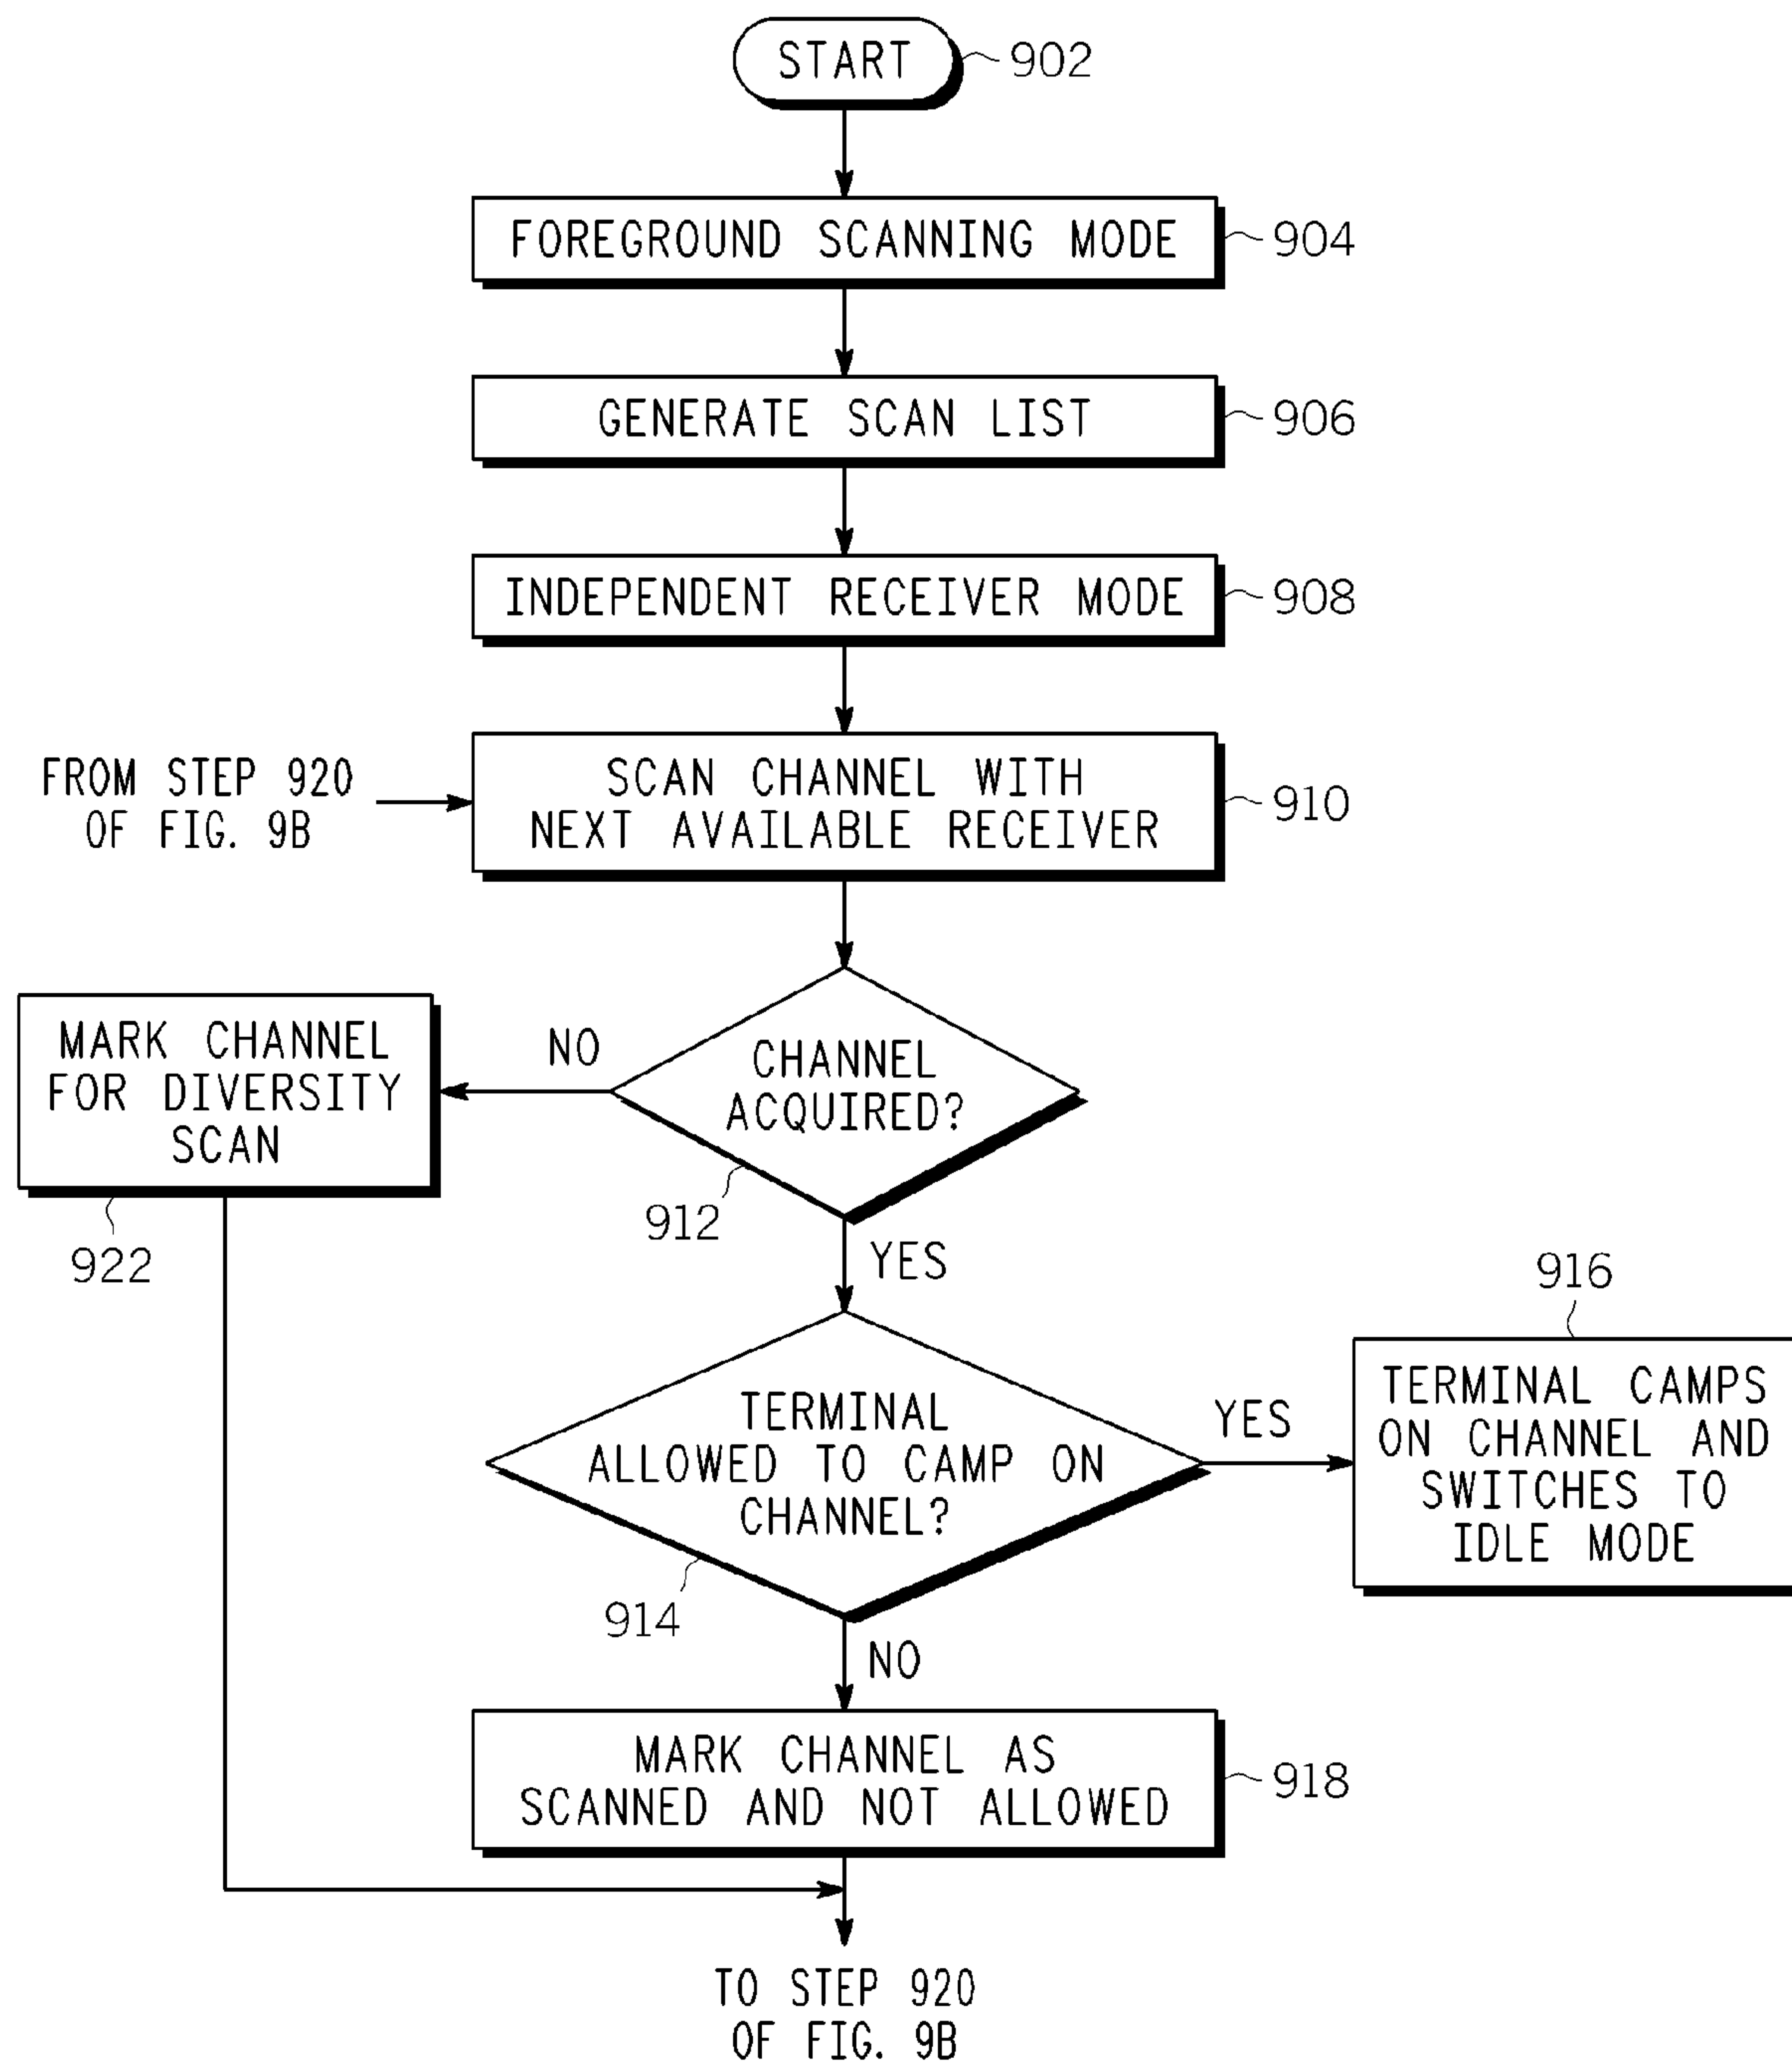 START
902
FOREGROUND SCANNING MODE
904
GENERATE SCAN LIST
906
INDEPENDENT RECEIVER MODE
908
FROM STEP 920
OF FIG. 9B
SCAN CHANNEL WITH
NEXT AVAILABLE RECEIVER
910
MARK CHANNEL
FOR DIVERSITY
SCAN
922
NO
CHANNEL
ACQUIRED?
912
YES
TERMINAL
ALLOWED TO CAMP ON
CHANNEL?
914
YES
916
TERMINAL CAMPS
ON CHANNEL AND
SWITCHES TO
IDLE MODE
NO
MARK CHANNEL AS
SCANNED AND NOT ALLOWED
918
TO STEP 920
OF FIG. 9B